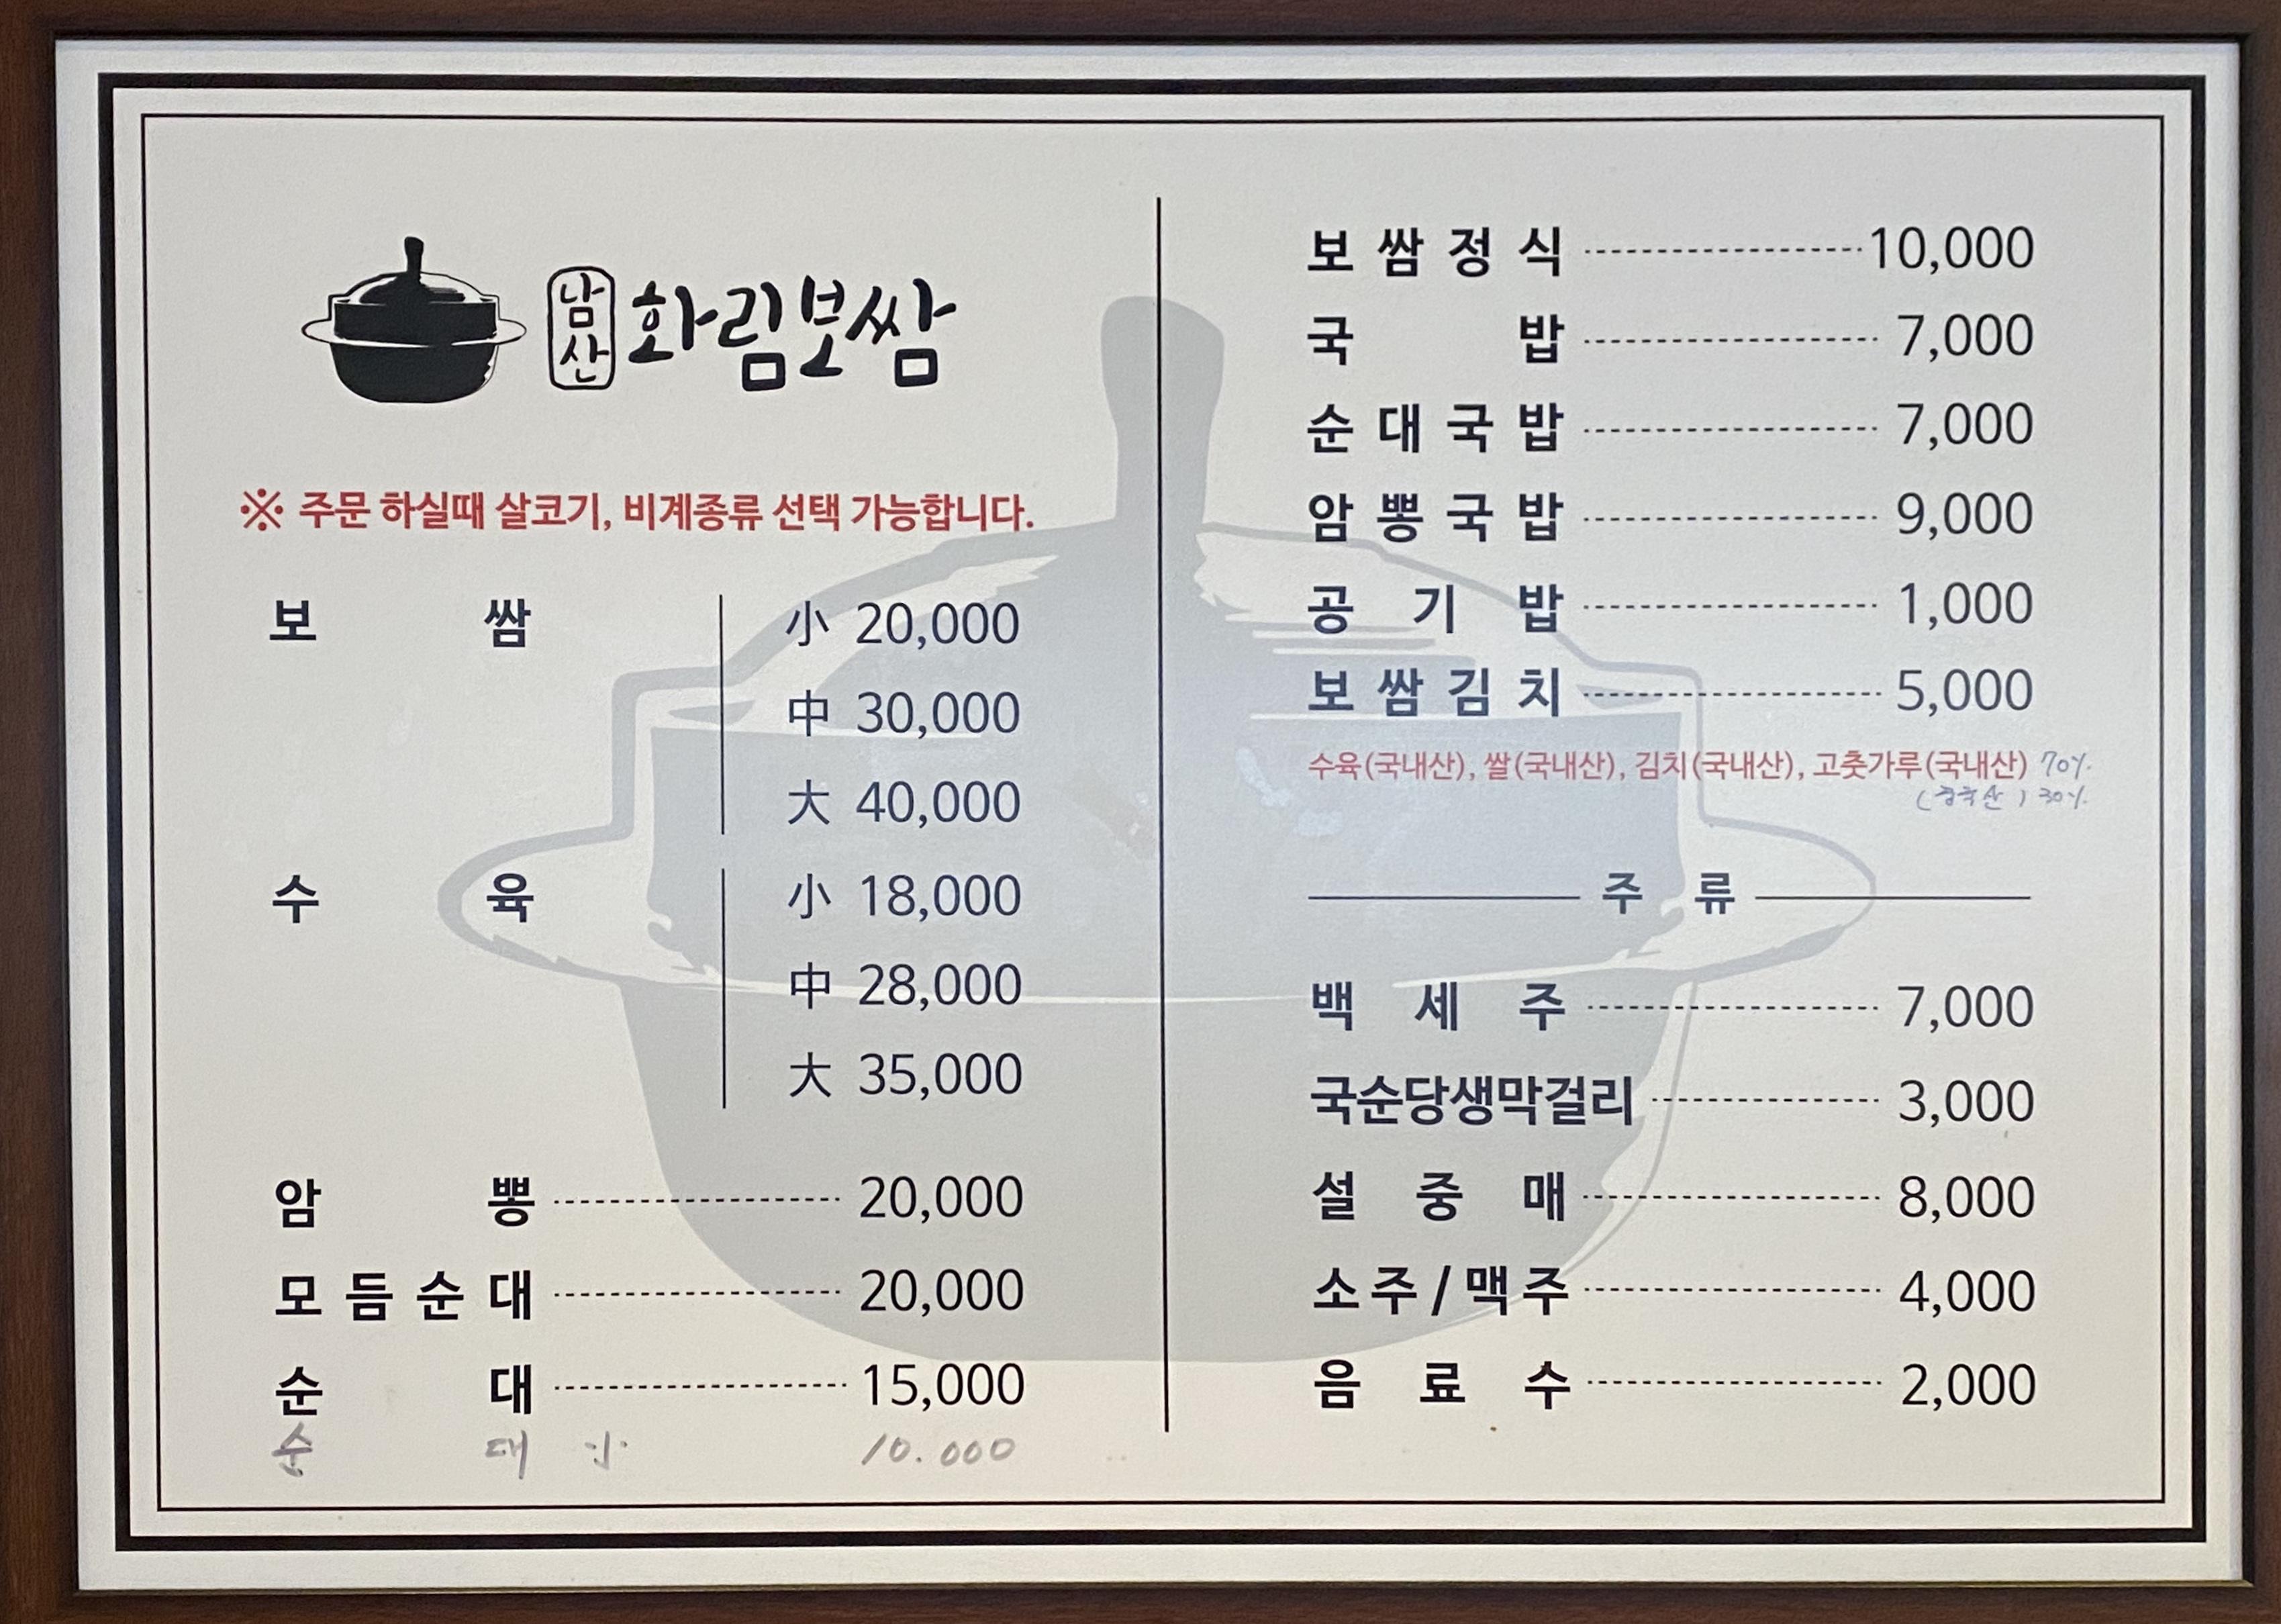 남산 화림보쌈
※ 주문 하실때 살코기, 비계종류 선택 가능합니다.
보쌈 小 20,000
中 30,000
大 40,000
수육 小 18,000
中 28,000
大 35,000
암뽕 20,000
모듬순대 20,000
순대 15,000
순대 小 10.000
보쌈정식 10,000
국밥 7,000
순대국밥 7,000
암뽕국밥 9,000
공기밥 1,000
보쌈김치 5,000
수육(국내산), 쌀(국내산), 김치(국내산), 고춧가루(국내산) 70%
(중국산) 30%
주류
백세주 7,000
국순당생막걸리 3,000
설중매 8,000
소주/맥주 4,000
음료수 2,000